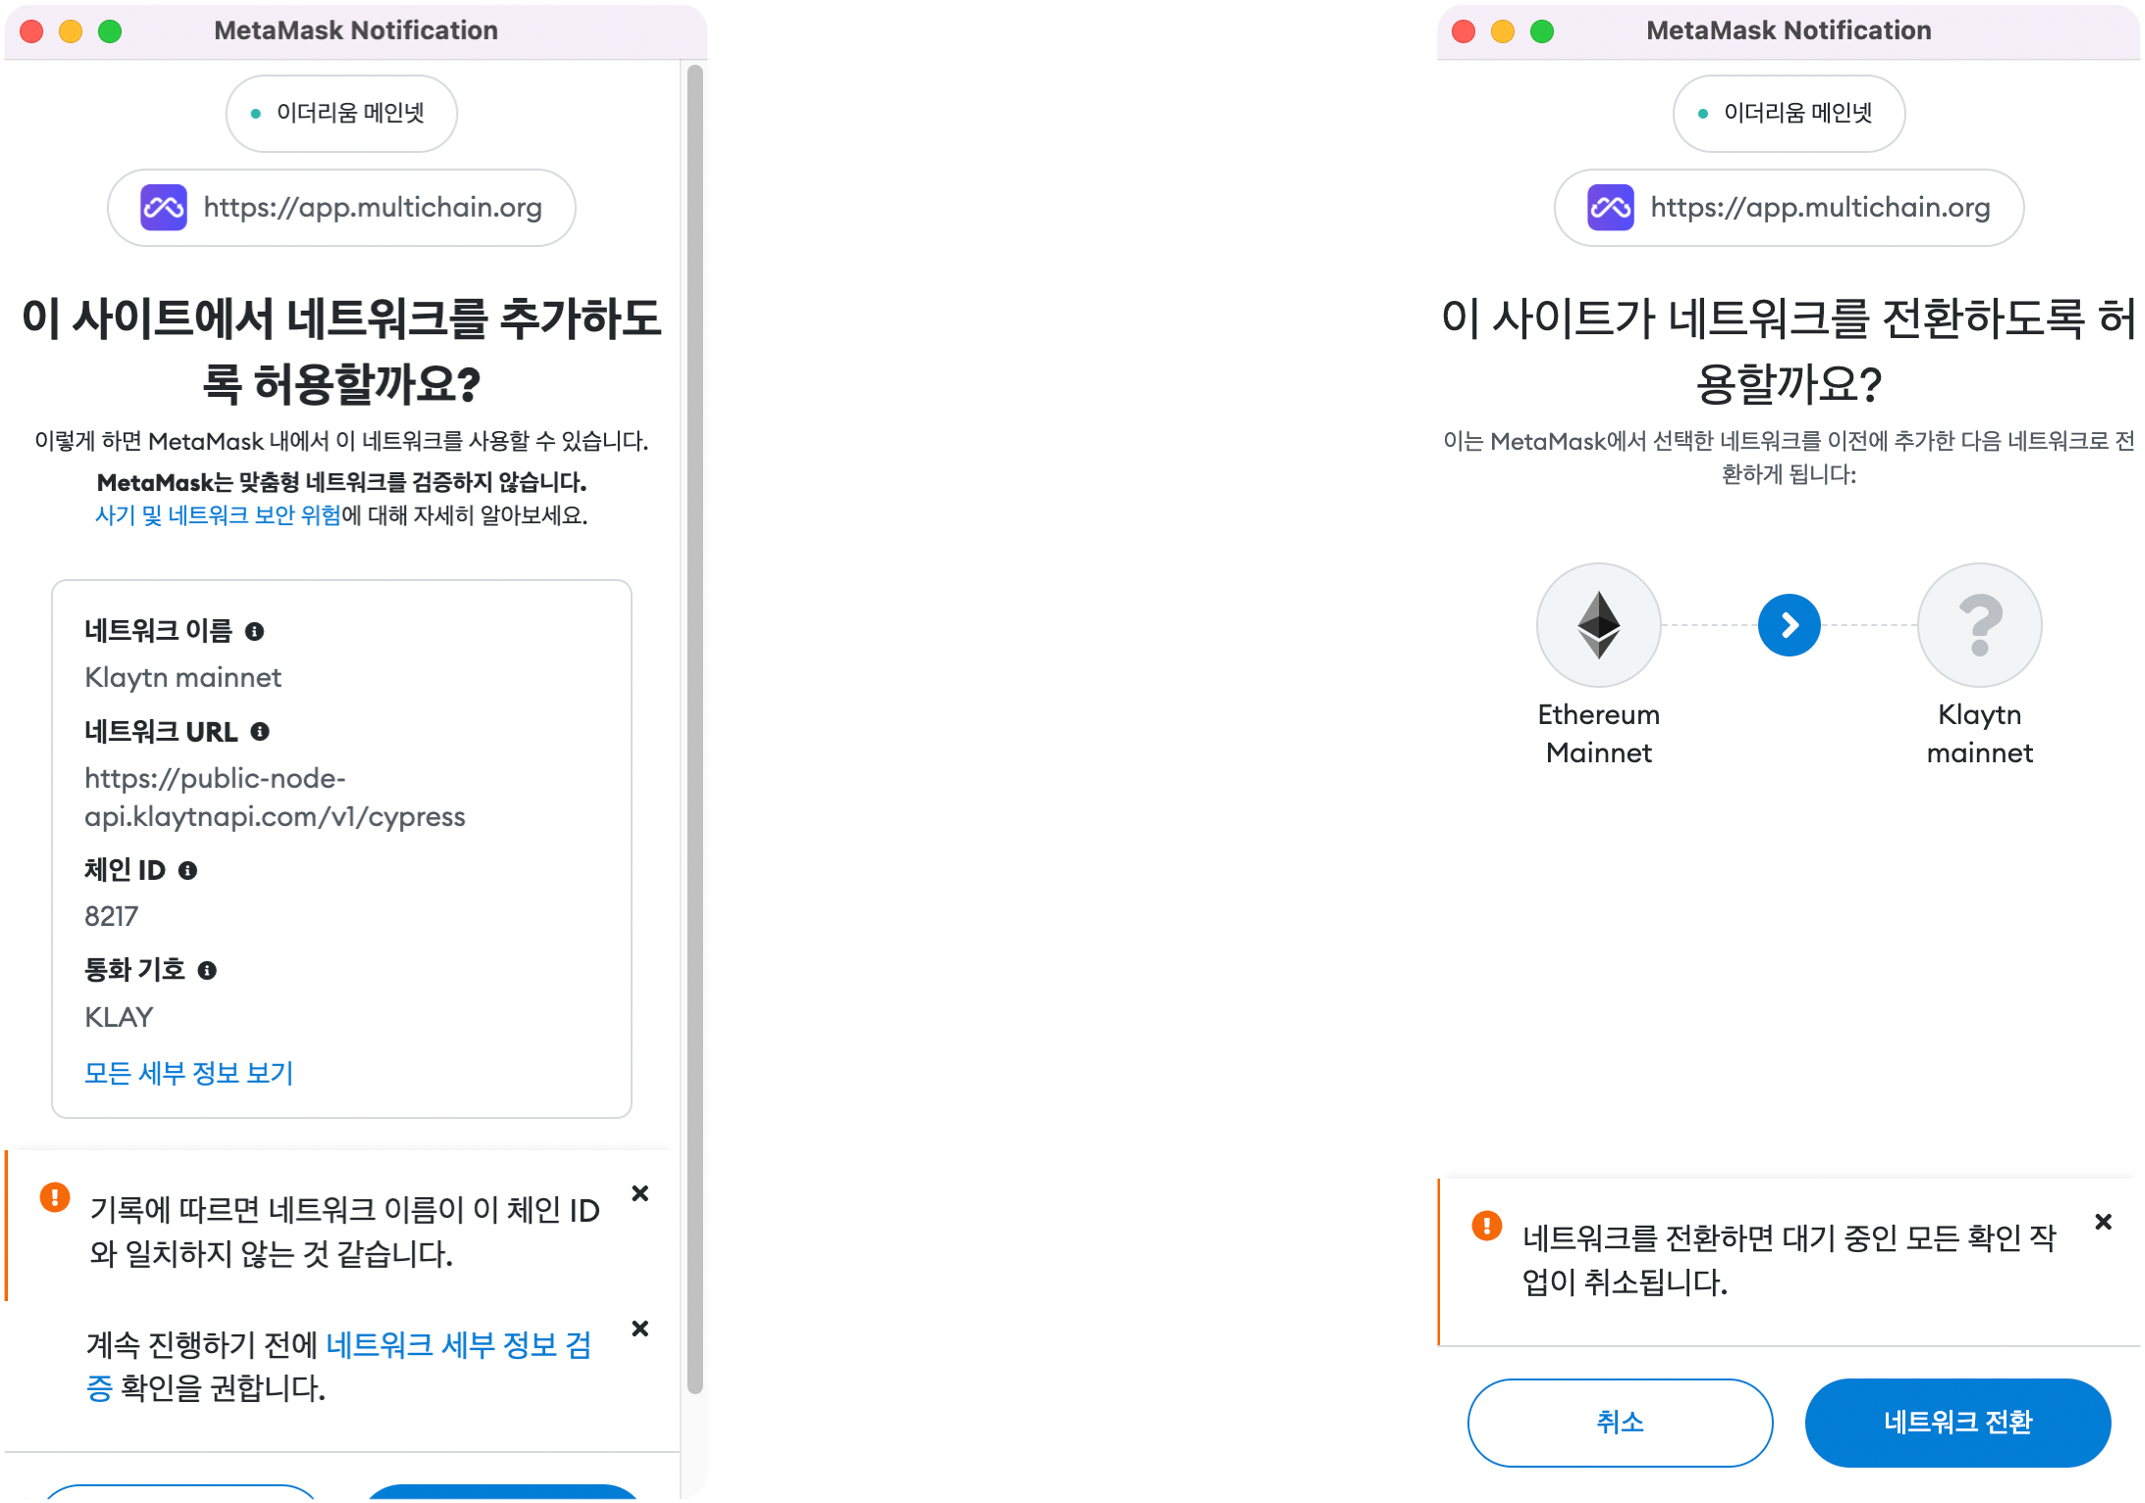 MetaMask Notification
이더리움 메인넷
https://app.multichain.org
이 사이트에서 네트워크를 추가하도
록 허용할까요?
이렇게 하면 MetaMask 내에서 이 네트워크를 사용할 수 있습니다.
MetaMask는 맞춤형 네트워크를 검증하지 않습니다.
사기 및 네트워크 보안 위험에 대해 자세히 알아보세요.
네트워크 이름
Klaytn mainnet
네트워크 URL
https://public-node-
api.klaytnapi.com/v1/cypress
체인 ID
8217
통화 기호
KLAY
모든 세부 정보 보기
기록에 따르면 네트워크 이름이 이 체인 ID
와 일치하지 않는 것 같습니다.
계속 진행하기 전에 네트워크 세부 정보 검
증 확인을 권합니다.
MetaMask Notification
이더리움 메인넷
https://app.multichain.org
이 사이트가 네트워크를 전환하도록 허
용할까요?
이는 MetaMask에서 선택한 네트워크를 이전에 추가한 다음 네트워크로 전
환하게 됩니다:
Ethereum
Mainnet
Klaytn
mainnet
네트워크를 전환하면 대기 중인 모든 확인 작
업이 취소됩니다.
취소
네트워크 전환